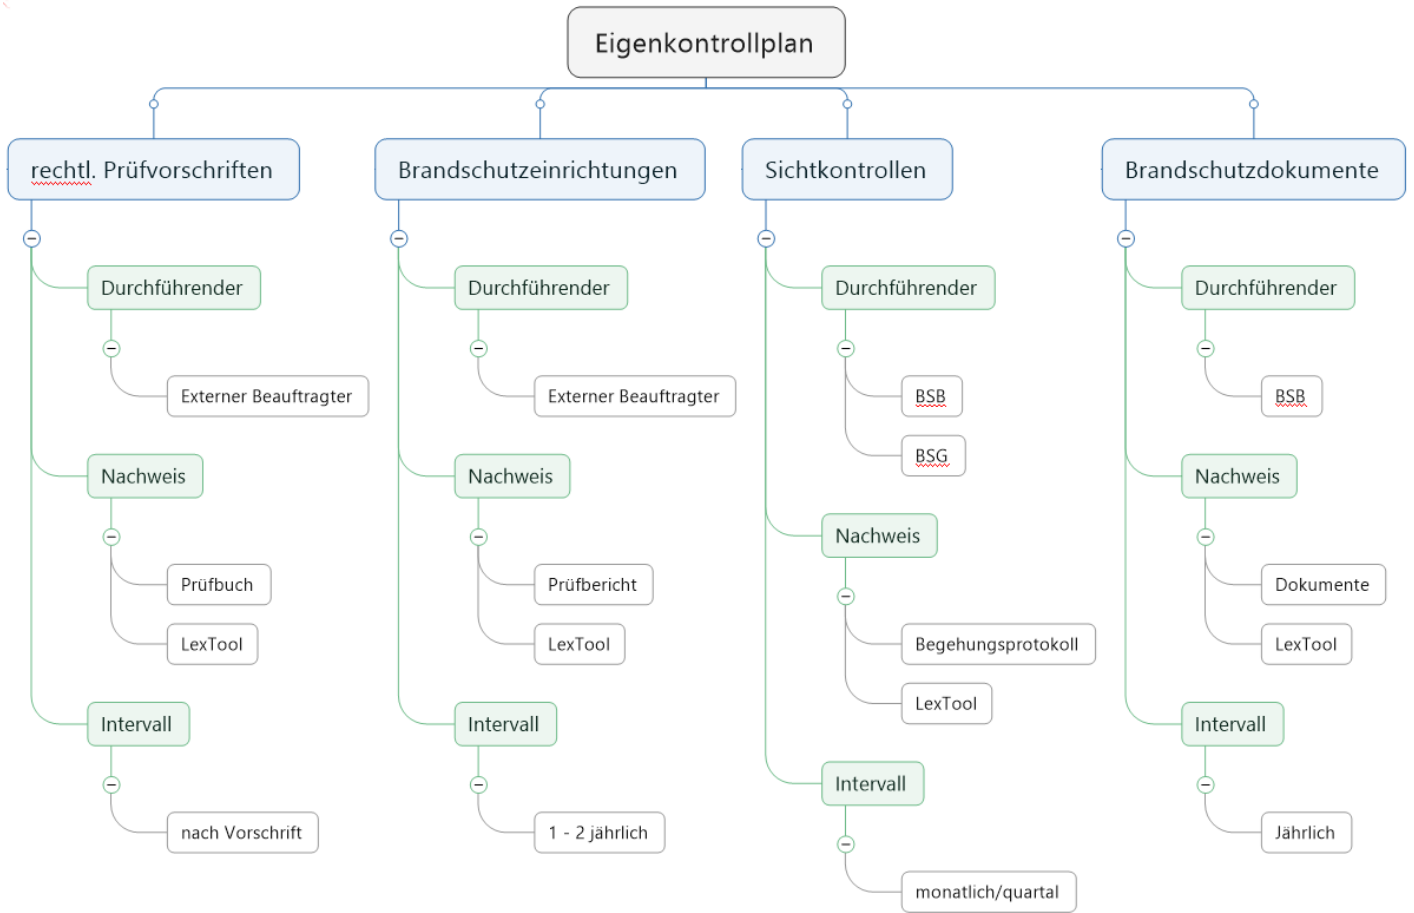 Eigenkontrollplan
rechtl. Prüfvorschriften
Durchführender
Externer Beauftragter
Nachweis
Prüfbuch
LexTool
Intervall
nach Vorschrift
Brandschutzeinrichtungen
Durchführender
Externer Beauftragter
Nachweis
Prüfbericht
LexTool
Intervall
1 - 2 jährlich
Sichtkontrollen
Durchführender
BSB
BSG
Nachweis
Begehungsprotokoll
LexTool
Intervall
monatlich/quartal
Brandschutzdokumente
Durchführender
BSB
Nachweis
Dokumente
LexTool
Intervall
Jährlich